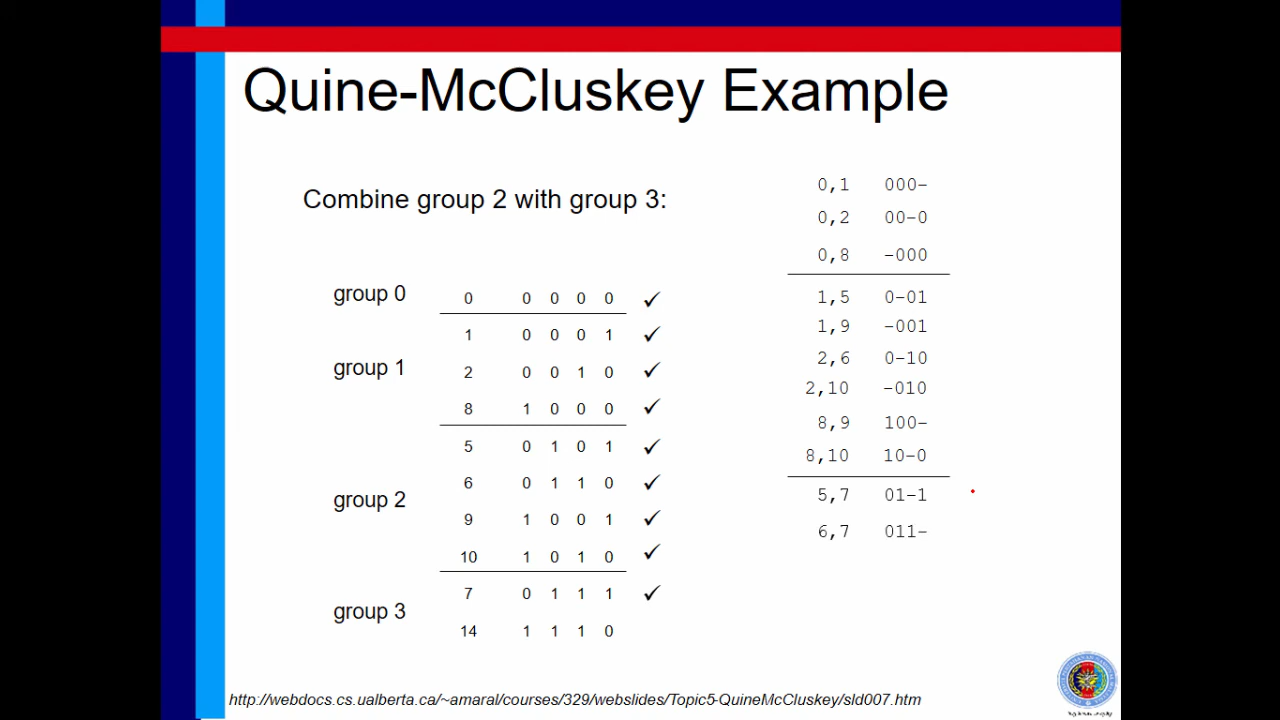 Quine-McCluskey Example
Combine group 2 with group 3:
group 0
0 0 0 0 0 ✓
group 1
1 0 0 0 1 ✓
2 0 0 1 0 ✓
8 1 0 0 0 ✓
group 2
5 0 1 0 1 ✓
6 0 1 1 0 ✓
9 1 0 0 1 ✓
10 1 0 1 0 ✓
group 3
7 0 1 1 1 ✓
14 1 1 1 0
0,1 000-
0,2 00-0
0,8 -000
1,5 0-01
1,9 -001
2,6 0-10
2,10 -010
8,9 100-
8,10 10-0
5,7 01-1
6,7 011-
http://webdocs.cs.ualberta.ca/~amaral/courses/329/webslides/Topic5-QuineMcCluskey/sld007.htm